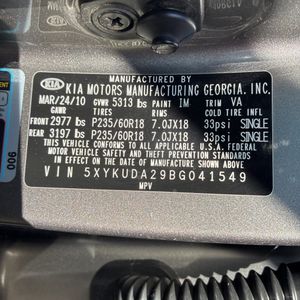 MANUFACTURED BY
KIA KIA MOTORS MANUFACTURING GEORGIA, INC.
MAR/24/10 GVWR 5313 lbs PAINT IM TRIM VA
GAWR TIRES RIMS COLD TIRE INFL
FRONT 2977 lbs P235/60R18 7.0JX18 33psi SINGLE
REAR 3197 lbs P235/60R18 7.0JX18 33psi SINGLE
THIS VEHICLE CONFORMS TO ALL APPLICABLE U.S.A. FEDERAL
MOTOR VEHICLE SAFETY AND THEFT PREVENTION STANDARDS
IN EFFECT ON THE DATE OF MANUFACTURE SHOWN ABOVE.
VIN 5XYKUDA29BG041549
MPV
900